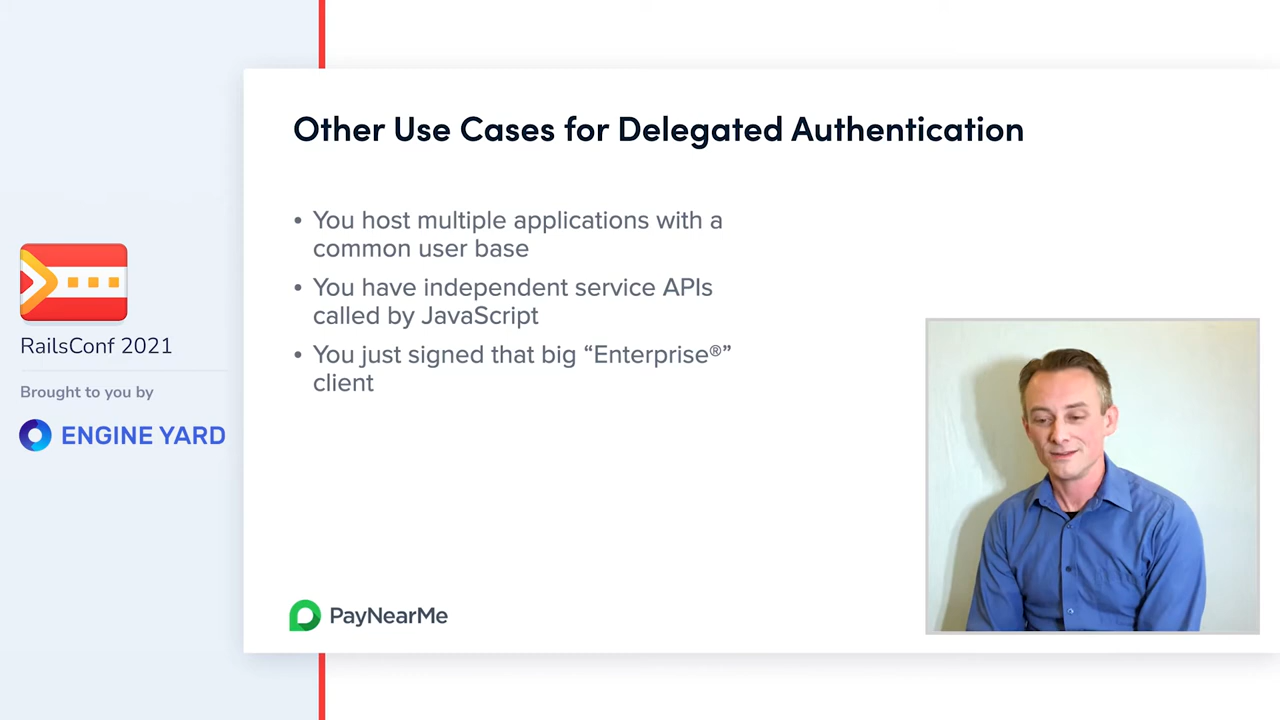 Other Use Cases for Delegated Authentication
• You host multiple applications with a
common user base
• You have independent service APIs
called by JavaScript
• You just signed that big “Enterprise®”
client
RailsConf 2021
Brought to you by
ENGINE YARD
PayNearMe